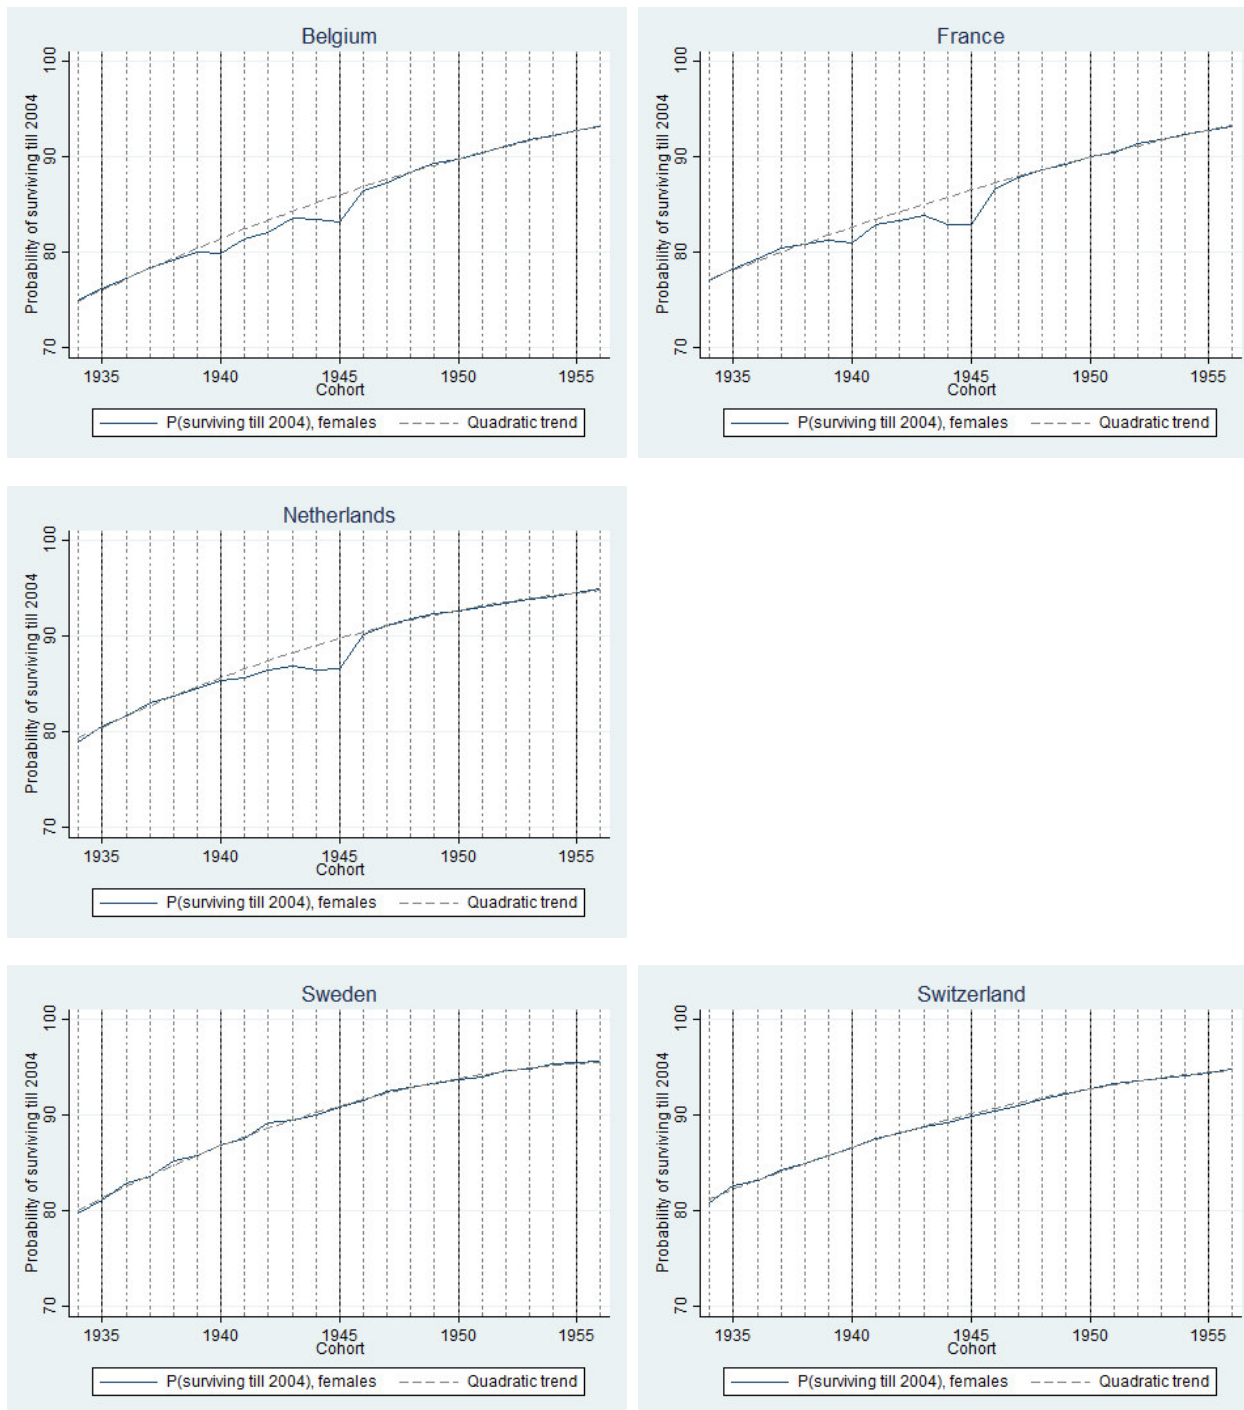 Belgium
Probability of surviving till 2004
100
90
80
70
1935 1940 1945 1950 1955
Cohort
P(surviving till 2004), females Quadratic trend
France
Probability of surviving till 2004
100
90
80
70
1935 1940 1945 1950 1955
Cohort
P(surviving till 2004), females Quadratic trend
Netherlands
Probability of surviving till 2004
100
90
80
70
1935 1940 1945 1950 1955
Cohort
P(surviving till 2004), females Quadratic trend
Sweden
Probability of surviving till 2004
100
90
80
70
1935 1940 1945 1950 1955
Cohort
P(surviving till 2004), females Quadratic trend
Switzerland
Probability of surviving till 2004
100
90
80
70
1935 1940 1945 1950 1955
Cohort
P(surviving till 2004), females Quadratic trend